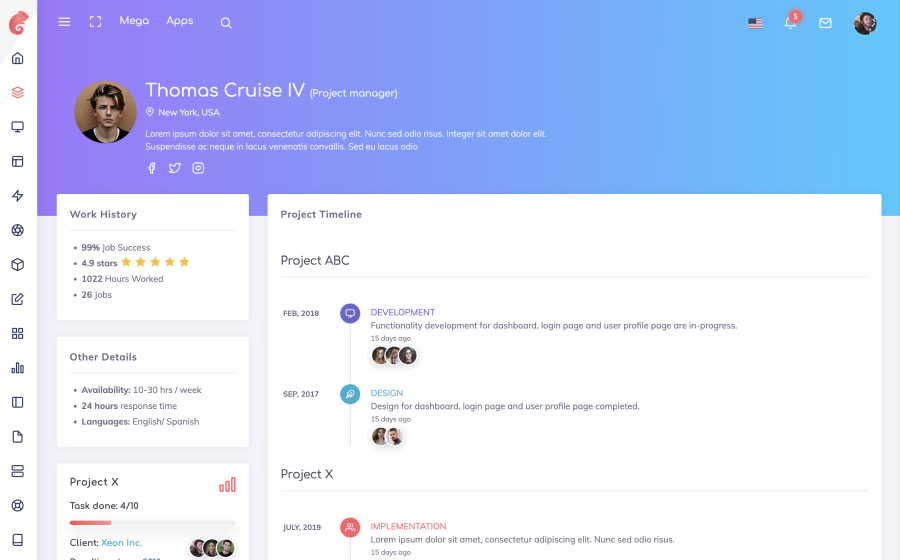 Mega Apps
5
Thomas Cruise IV (Project manager)
New York, USA
Lorem ipsum dolor sit amet, consectetur adipiscing elit. Nunc sed odio risus. Integer sit amet dolor elit.
Suspendisse ac neque in lacus venenatis convallis. Sed eu lacus odio
Work History
99% Job Success
4.9 stars
1022 Hours Worked
26 Jobs
Other Details
Availability: 10-30 hrs / week
24 hours response time
Languages: English/ Spanish
Project X
Task done: 4/10
Client: Xeon Inc.
Project Timeline
Project ABC
FEB, 2018
DEVELOPMENT
Functionality development for dashboard, login page and user profile page are in-progress.
15 days ago
SEP, 2017
DESIGN
Design for dashboard, login page and user profile page completed.
15 days ago
Project X
JULY, 2019
IMPLEMENTATION
Lorem ipsum dolor sit amet, consectetur adipiscing elit. Nunc sed odio risus.
15 days ago